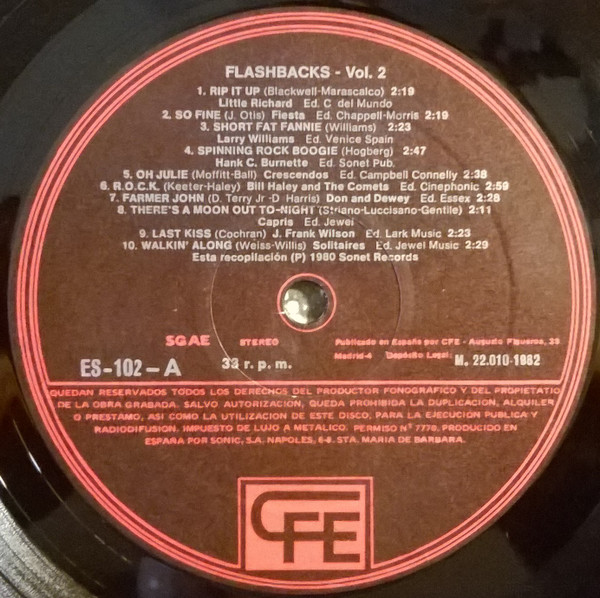 FLASHBACKS - Vol. 2
1. RIP IT UP (Blackwell-Marascalco) 2:19
Little Richard Ed. C del Mundo
2. SO FINE (J. Otis) Fiesta Ed. Chappell-Morris 2:19
3. SHORT FAT FANNIE (Williams) 2:23
Larry Williams Ed. Venice Spain
4. SPINNING ROCK BOOGIE (Hogberg) 2:47
Hank C. Burnette Ed. Sonet Pub.
5. OH JULIE (Moffitt-Ball) Crescendos Ed. Campbell Connelly 2:38
6. R.O.C.K. (Keeter-Haley) Bill Haley and The Comets Ed. Cinephonic 2:59
7. FARMER JOHN (D. Terry Jr -D Harris) Don and Dewey Ed. Essex 2:28
8. THERE'S A MOON OUT TO-NIGHT (Striano-Luccisano-Gentile) 2:11
Capris Ed. Jewel
9. LAST KISS (Cochran) J. Frank Wilson Ed. Lark Music 2:23
10. WALKIN' ALONG (Weiss-Willis) Solitaires Ed. Jewel Music 2:29
Esta recopilación (P) 1980 Sonet Records
SGAE STEREO Publicado en España por CFE - Augusto Figueroa, 23
ES-102-A 33 r. p. m. Madrid-4 Depósito Legal: M. 22.010-1982
QUEDAN RESERVADOS TODOS LOS DERECHOS DEL PRODUCTOR FONOGRAFICO Y DEL PROPIETATIO
DE LA OBRA GRABADA. SALVO AUTORIZACION, QUEDA PROHIBIDA LA DUPLICACION, ALQUILER
O PRESTAMO, ASI COMO LA UTILIZACION DE ESTE DISCO, PARA LA EJECUCION PUBLICA Y
RADIODIFUSION. IMPUESTO DE LUJO A METALICO. PERMISO Nº 7770. PRODUCIDO EN
ESPAÑA POR SONIC, S.A. NAPOLES, 6-8. STA. MARIA DE BARBARA.
CFE